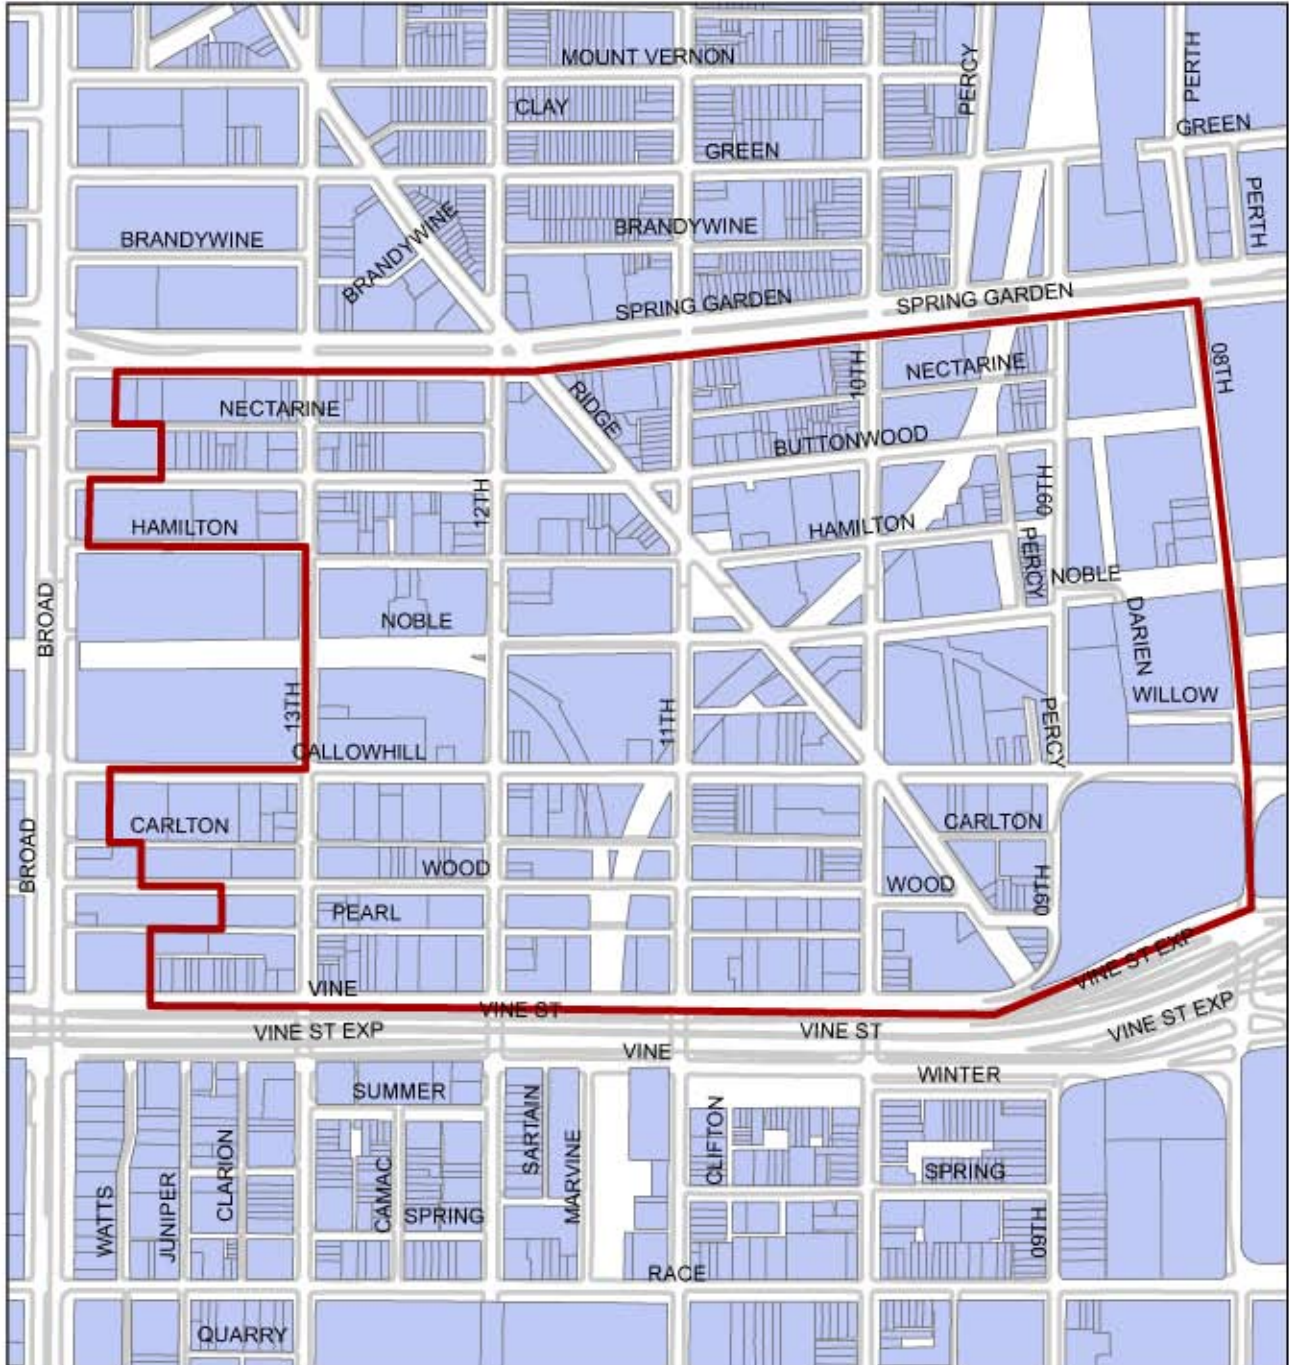 MOUNT VERNON
PERCY
PERTH
CLAY
GREEN
GREEN
PERTH
BRANDYWINE
BRANDYWINE
BRANDYWINE
SPRING GARDEN
SPRING GARDEN
08TH
10TH
NECTARINE
RIDGE
NECTARINE
BUTTONWOOD
09TH
12TH
HAMILTON
HAMILTON
PERCY
NOBLE
BROAD
NOBLE
DARIEN
WILLOW
13TH
11TH
PERCY
CALLOWHILL
CARLTON
CARLTON
BROAD
WOOD
WOOD
09TH
PEARL
VINE ST EXP
VINE
VINE ST
VINE ST EXP
VINE ST
VINE ST EXP
VINE
WINTER
SUMMER
SARTAIN
CLIFTON
MARVINE
CLARION
SPRING
CAMAC
WATTS
JUNIPER
SPRING
09TH
RACE
QUARRY